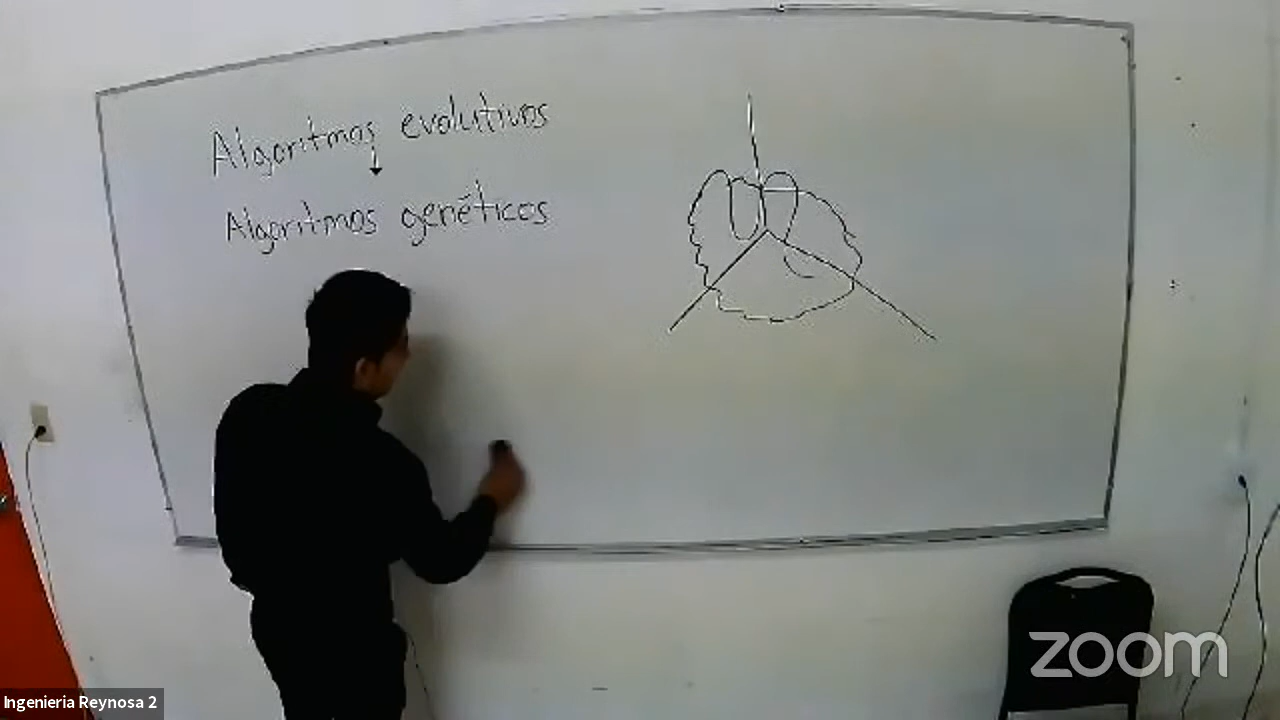 Algoritmos evolutivos
Algoritmos genéticos
zoom
Ingenieria Reynosa 2